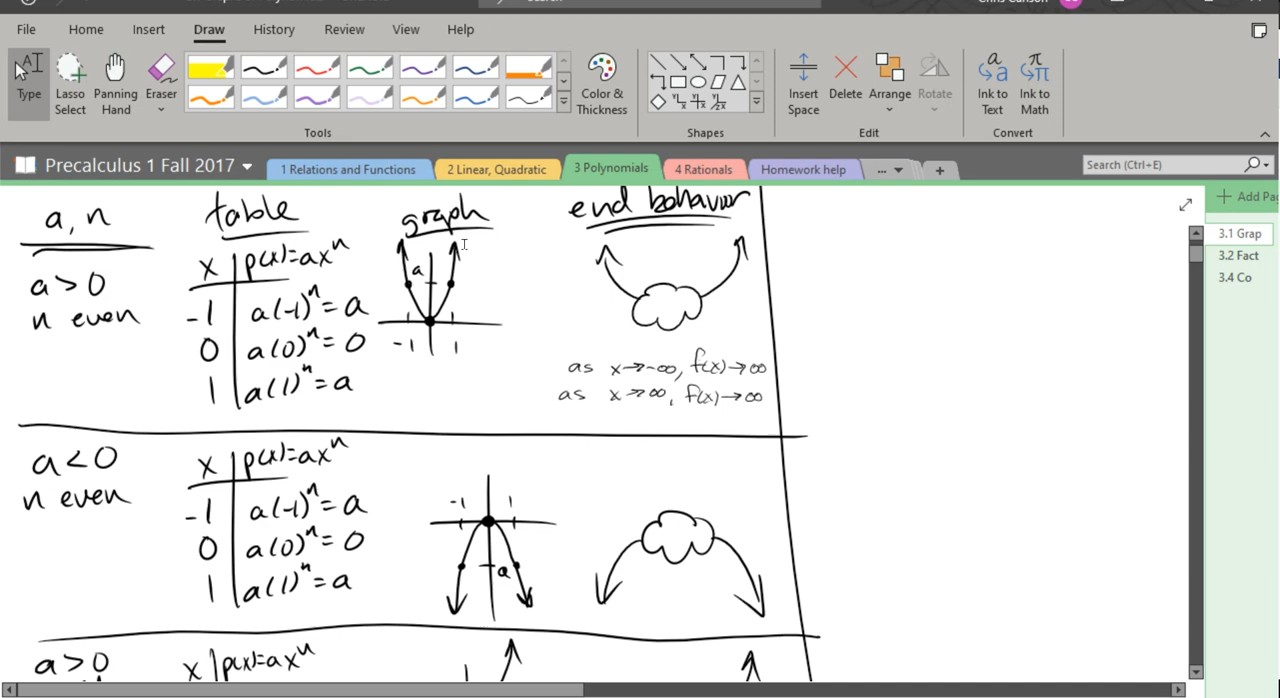 File Home Insert Draw History Review View Help
Type
Lasso Select
Panning Hand
Eraser
Tools
Color & Thickness
Shapes
Insert Space
Delete
Arrange
Rotate
Edit
Ink to Text
Ink to Math
Convert
Precalculus 1 Fall 2017
1 Relations and Functions
2 Linear, Quadratic
3 Polynomials
4 Rationals
Homework help
...
Search (Ctrl+E)
Add Pa
3.1 Grap
3.2 Fact
3.4 Co
a, n table graph end behavior
a > 0
n even
x | p(x)=ax^n
-1 | a(-1)^n = a
0 | a(0)^n = 0
1 | a(1)^n = a
a
-1 1
as x→-∞, f(x)→∞
as x→∞, f(x)→∞
a < 0
n even
x | p(x)=ax^n
-1 | a(-1)^n = a
0 | a(0)^n = 0
1 | a(1)^n = a
-1 1
a
a > 0
x | p(x)=ax^n